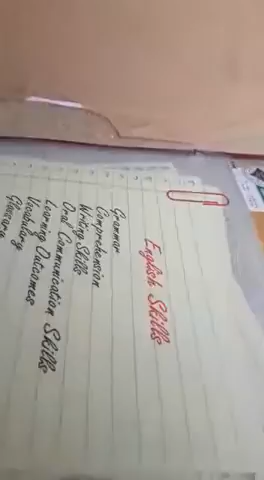 English Skills
Grammar
Comprehension
Writing Skills
Oral Communication Skills
Learning Outcomes
Vocabulary
Glossary